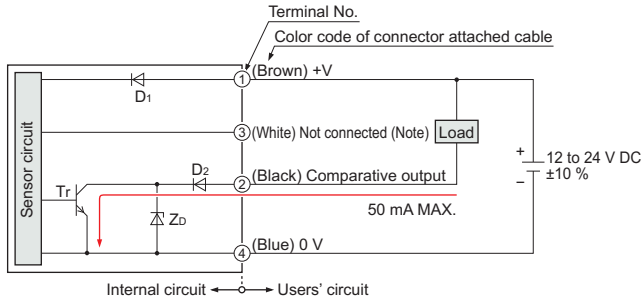 Terminal No.
Color code of connector attached cable
1 (Brown) +V
D1
3 (White) Not connected (Note)
Load
Sensor circuit
+
12 to 24 V DC
±10 %
−
D2
2 (Black) Comparative output
Tr
ZD
50 mA MAX.
4 (Blue) 0 V
Internal circuit
Users' circuit